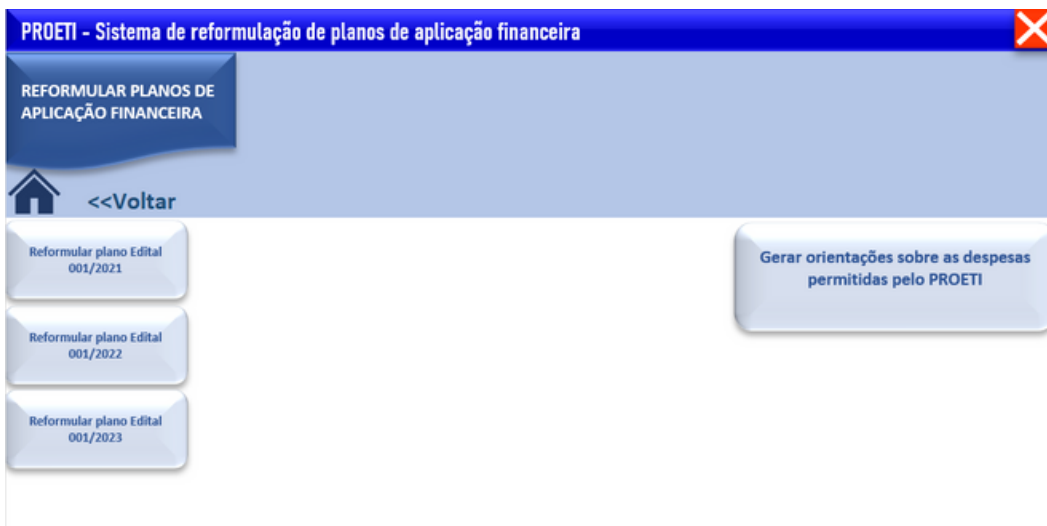 PROETI - Sistema de reformulação de planos de aplicação financeira
REFORMULAR PLANOS DE
APLICAÇÃO FINANCEIRA
<<Voltar
Reformular plano Edital
001/2021
Gerar orientações sobre as despesas
permitidas pelo PROETI
Reformular plano Edital
001/2022
Reformular plano Edital
001/2023